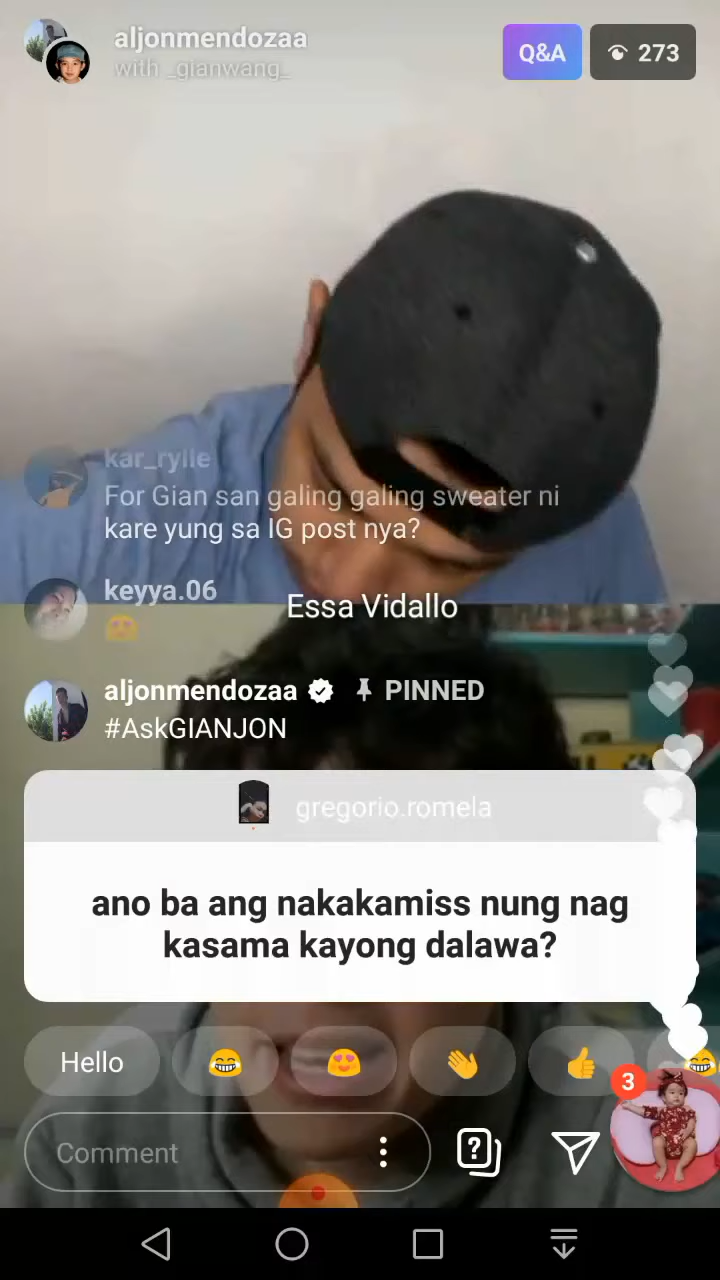 aljonmendozaa
with _gianwang_
Q&A
273
kar_rylle
For Gian san galing galing sweater ni
kare yung sa IG post nya?
keyya.06
Essa Vidallo
aljonmendozaa PINNED
#AskGIANJON
gregorio.romela
ano ba ang nakakamiss nung nag
kasama kayong dalawa?
Hello
3
Comment